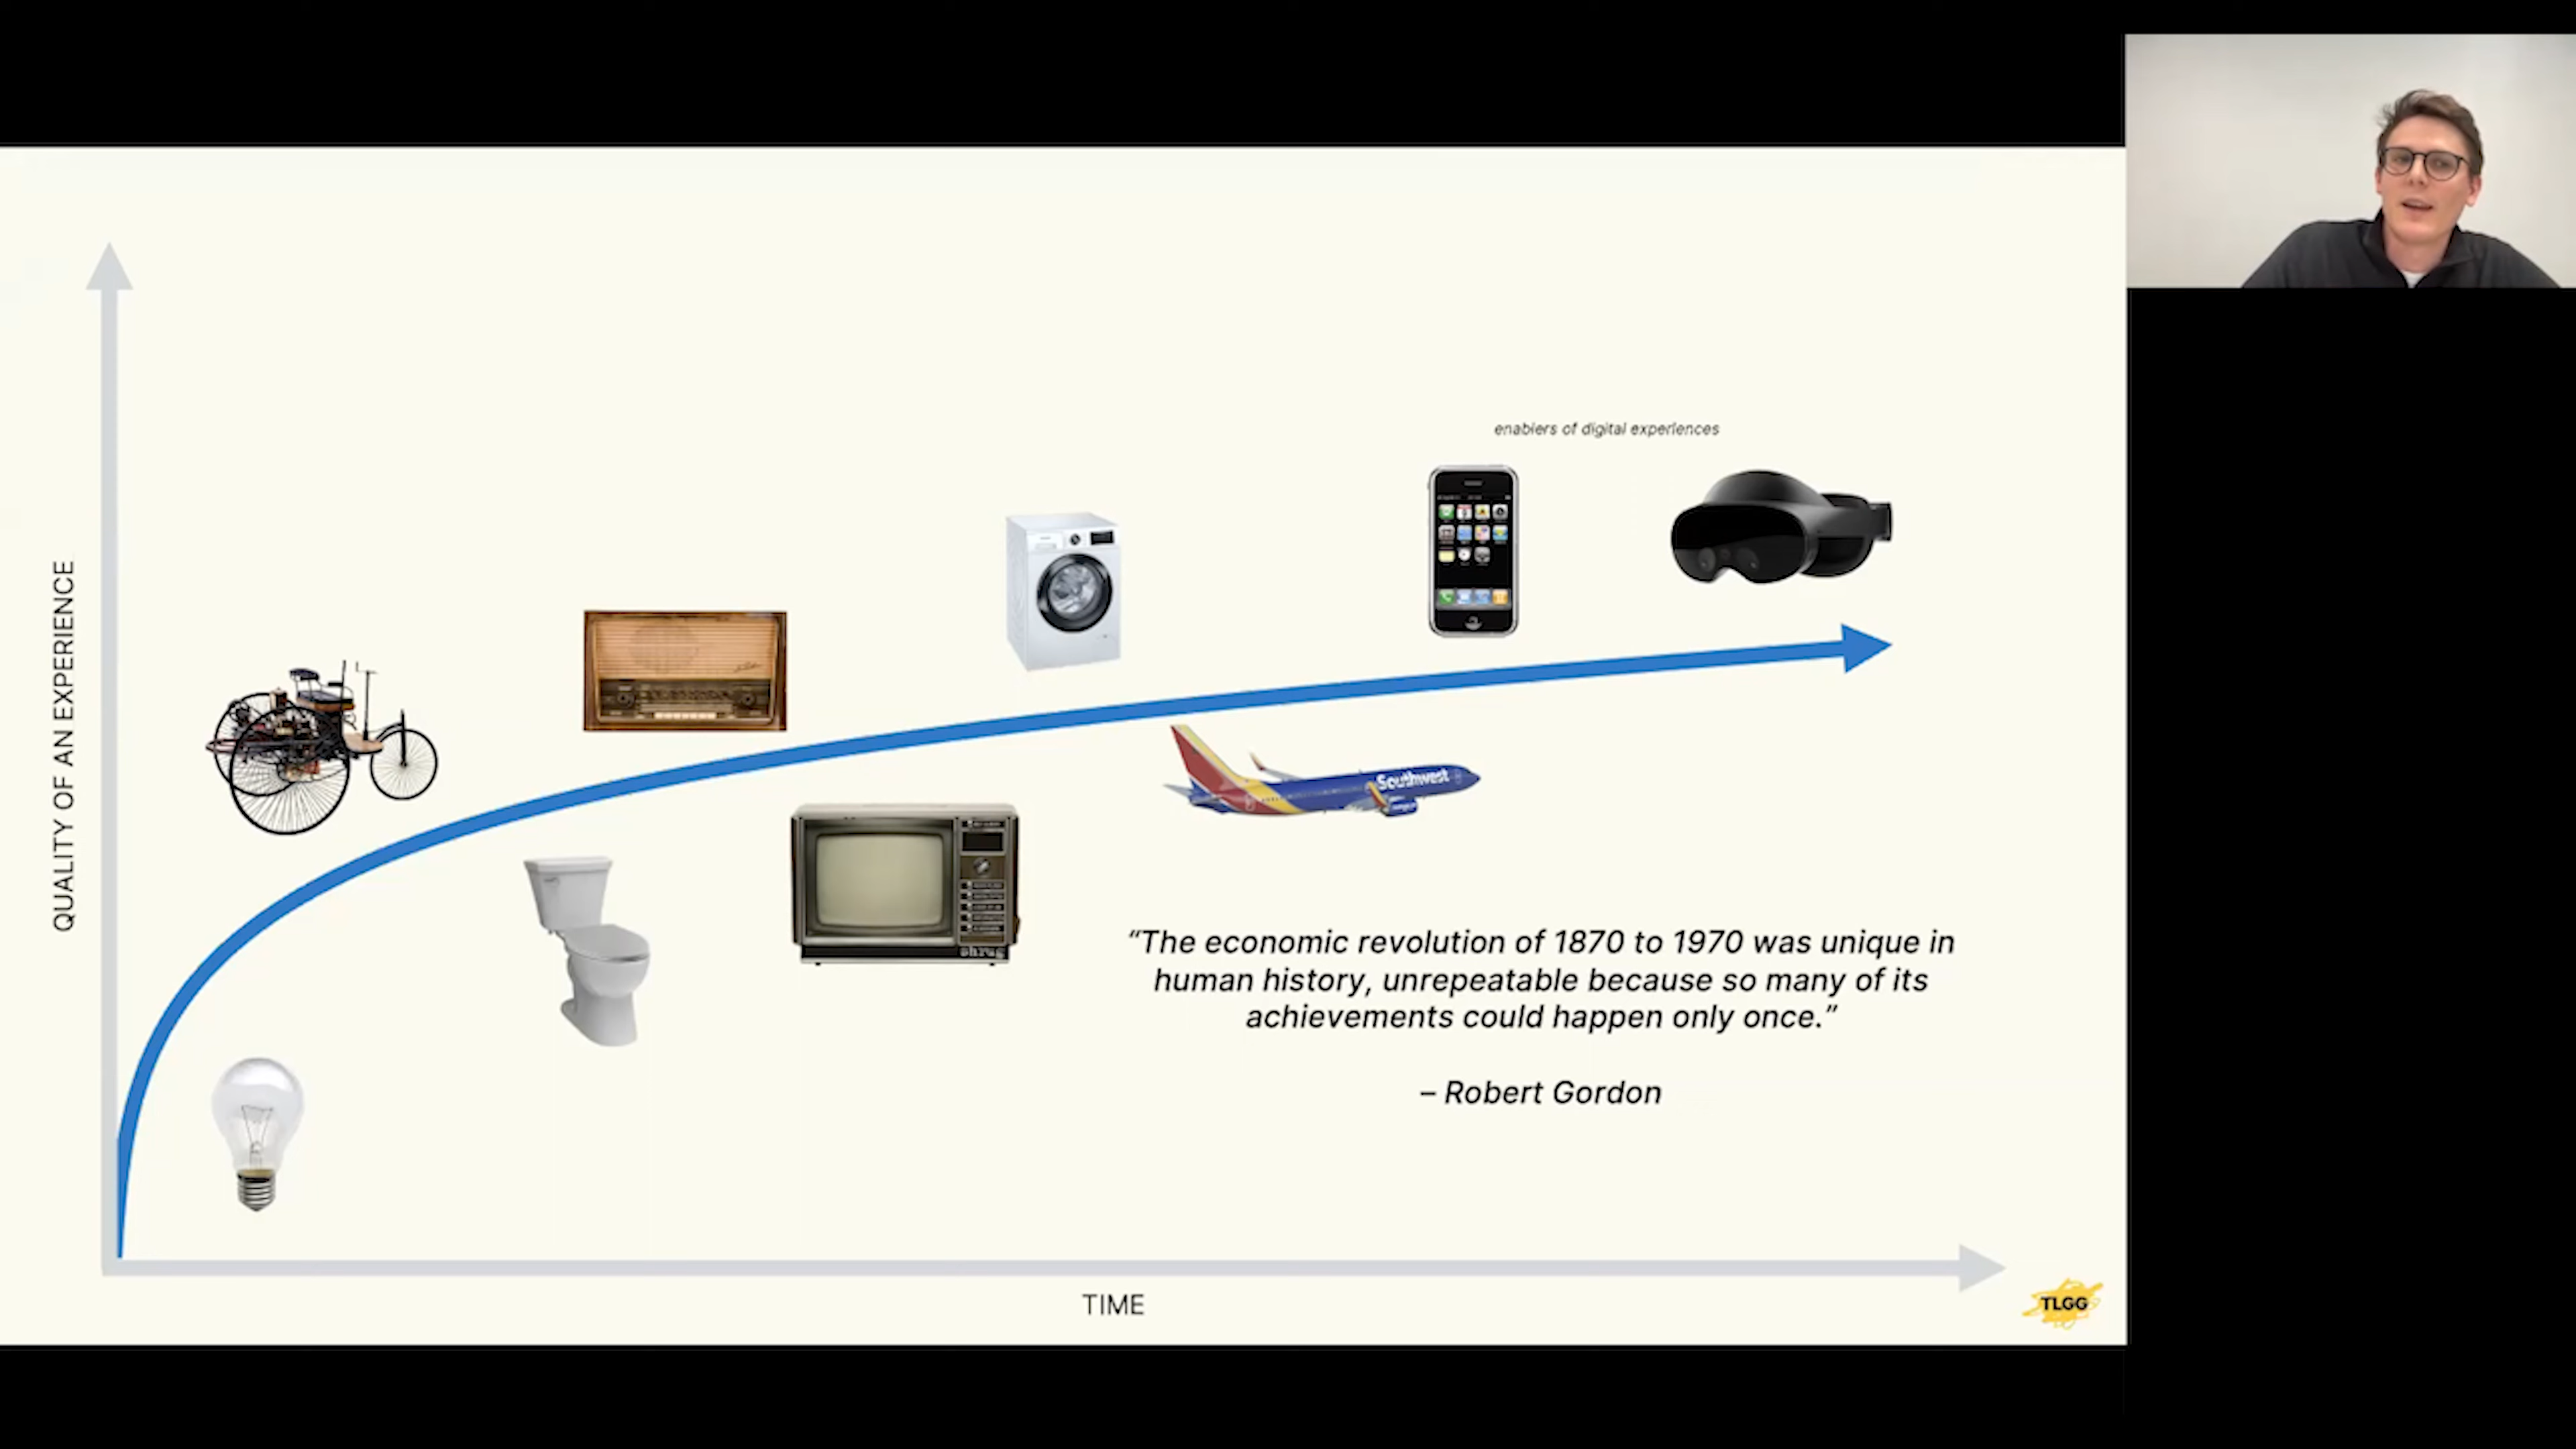 enablers of digital experiences
Southwest
QUALITY OF AN EXPERIENCE
“The economic revolution of 1870 to 1970 was unique in
human history, unrepeatable because so many of its
achievements could happen only once.”
– Robert Gordon
TIME
TLGG